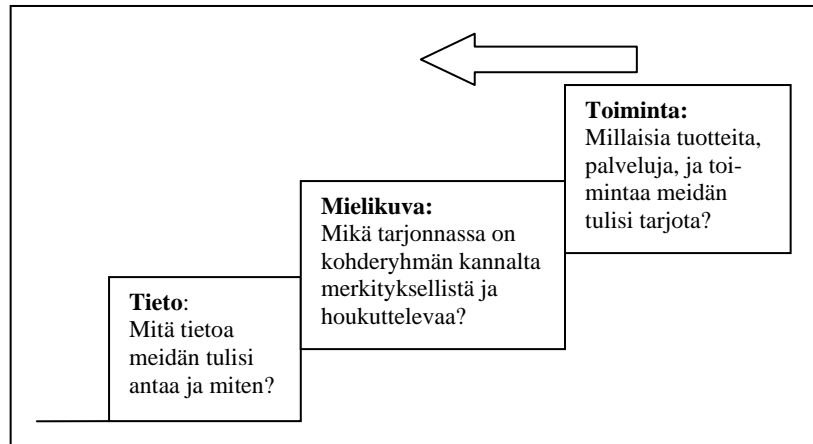 Toiminta:
Millaisia tuotteita,
palveluja, ja toi-
mintaa meidän
tulisi tarjota?
Mielikuva:
Mikä tarjonnassa on
kohderyhmän kannalta
merkityksellistä ja
houkuttelevaa?
Tieto:
Mitä tietoa
meidän tulisi
antaa ja miten?